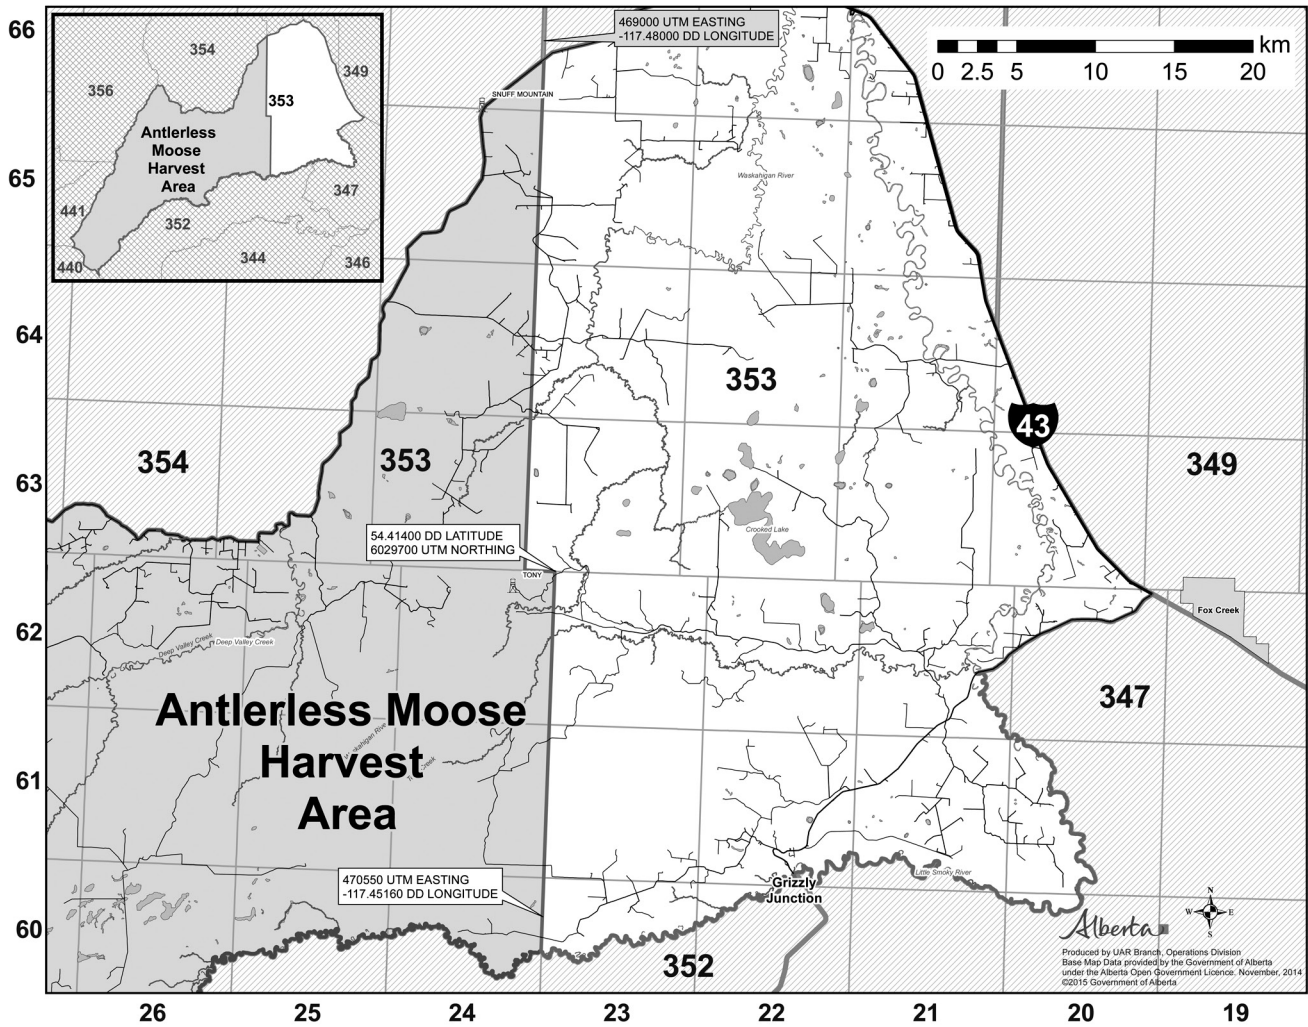 66
65
64
63
62
61
60
354
356
349
353
Antlerless
Moose
Harvest
Area
441
352
347
440
344
346
469000 UTM EASTING
-117.48000 DD LONGITUDE
km
0 2.5 5 10 15 20
SNUFF MOUNTAIN
Waskahigan River
353
43
354
353
349
54.41400 DD LATITUDE
6029700 UTM NORTHING
Crooked Lake
TONY
Fox Creek
Deep Valley Creek
Deep Valley Creek
347
Antlerless Moose
Harvest
Area
Creek
470550 UTM EASTING
-117.45160 DD LONGITUDE
Little Smoky River
Grizzly
Junction
352
N
W E
S
Alberta
Produced by UAR Branch, Operations Division
Base Map Data provided by the Government of Alberta
under the Alberta Open Government Licence. November, 2014
©2015 Government of Alberta
26 25 24 23 22 21 20 19